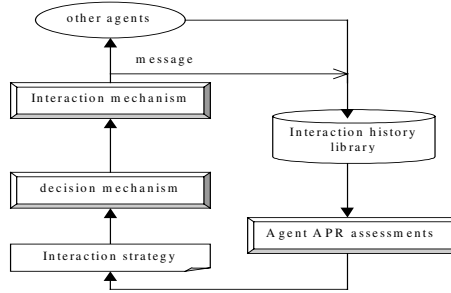 other agents
message
Interaction mechanism
Interaction history
library
decision mechanism
Agent APR assessments
Interaction strategy